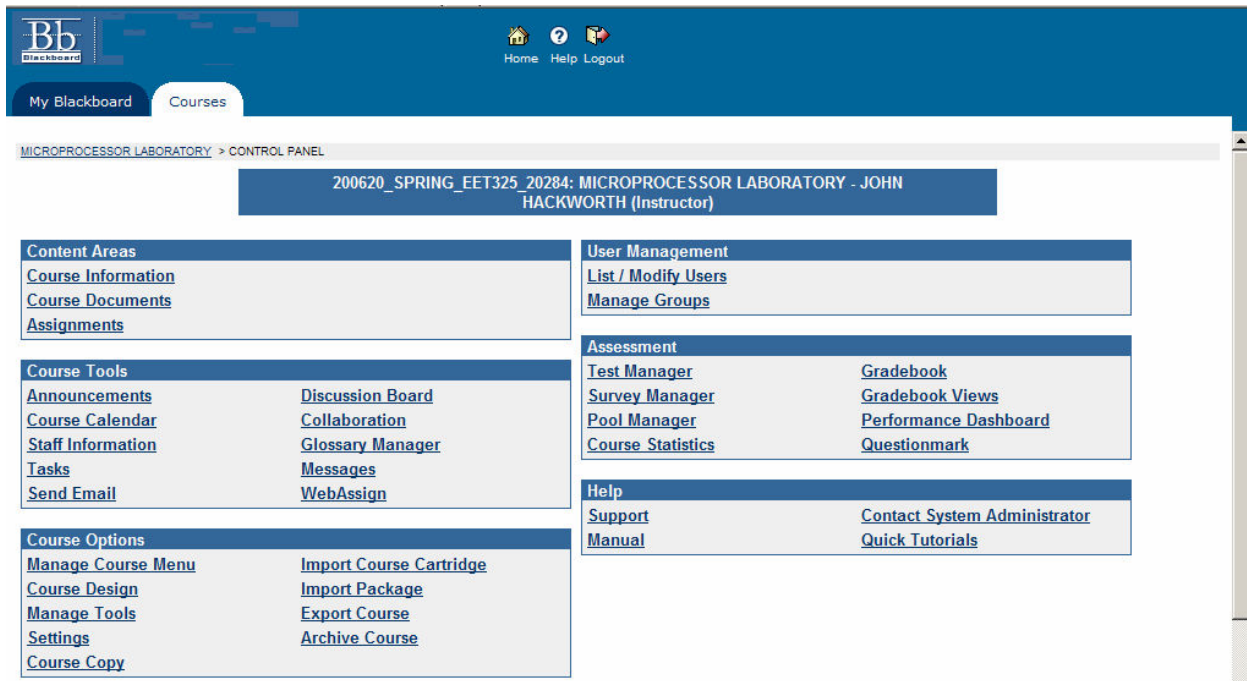 Bb
Blackboard
Home Help Logout
My Blackboard Courses
MICROPROCESSOR LABORATORY > CONTROL PANEL
200620_SPRING_EET325_20284: MICROPROCESSOR LABORATORY - JOHN
HACKWORTH (Instructor)
Content Areas
Course Information
Course Documents
Assignments
Course Tools
Announcements Discussion Board
Course Calendar Collaboration
Staff Information Glossary Manager
Tasks Messages
Send Email WebAssign
Course Options
Manage Course Menu Import Course Cartridge
Course Design Import Package
Manage Tools Export Course
Settings Archive Course
Course Copy
User Management
List / Modify Users
Manage Groups
Assessment
Test Manager Gradebook
Survey Manager Gradebook Views
Pool Manager Performance Dashboard
Course Statistics Questionmark
Help
Support Contact System Administrator
Manual Quick Tutorials